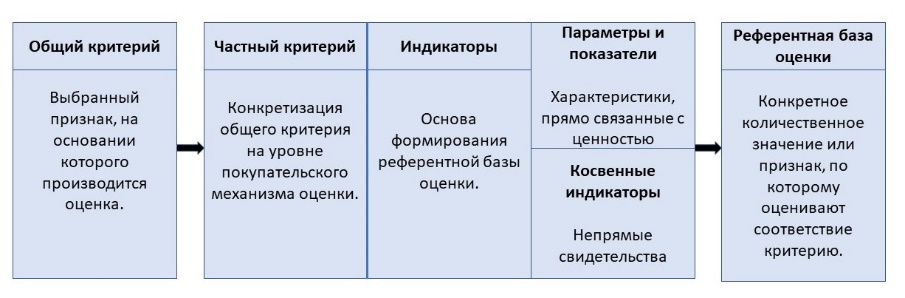 Общий критерий
Выбранный
признак, на
основании
которого
производится
оценка.
Частный критерий
Конкретизация
общего критерия
на уровне
покупательского
механизма оценки.
Индикаторы
Основа
формирования
референтной базы
оценки.
Параметры и
показатели
Характеристики,
прямо связанные с
ценностью
Косвенные
индикаторы
Непрямые
свидетельства
Референтная база
оценки
Конкретное
количественное
значение или
признак, по
которому
оценивают
соответствие
критерию.